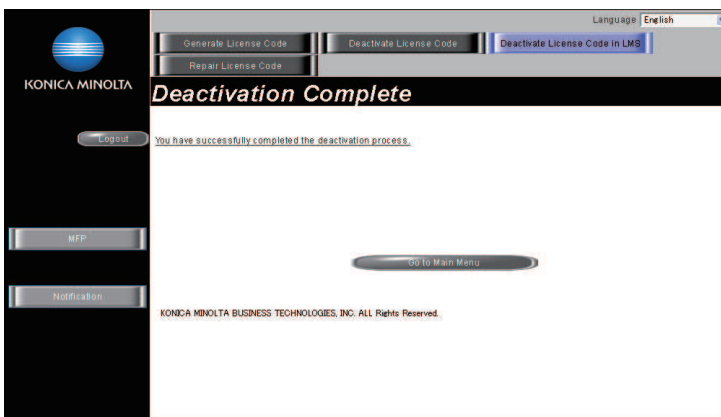 Language English
Generate License Code Deactivate License Code Deactivate License Code in LMS
Repair License Code
KONICA MINOLTA
Deactivation Complete
Logout
You have successfully completed the deactivation process.
MFP
Go to Main Menu
Notification
KONICA MINOLTA BUSINESS TECHNOLOGIES, INC. ALL Rights Reserved.